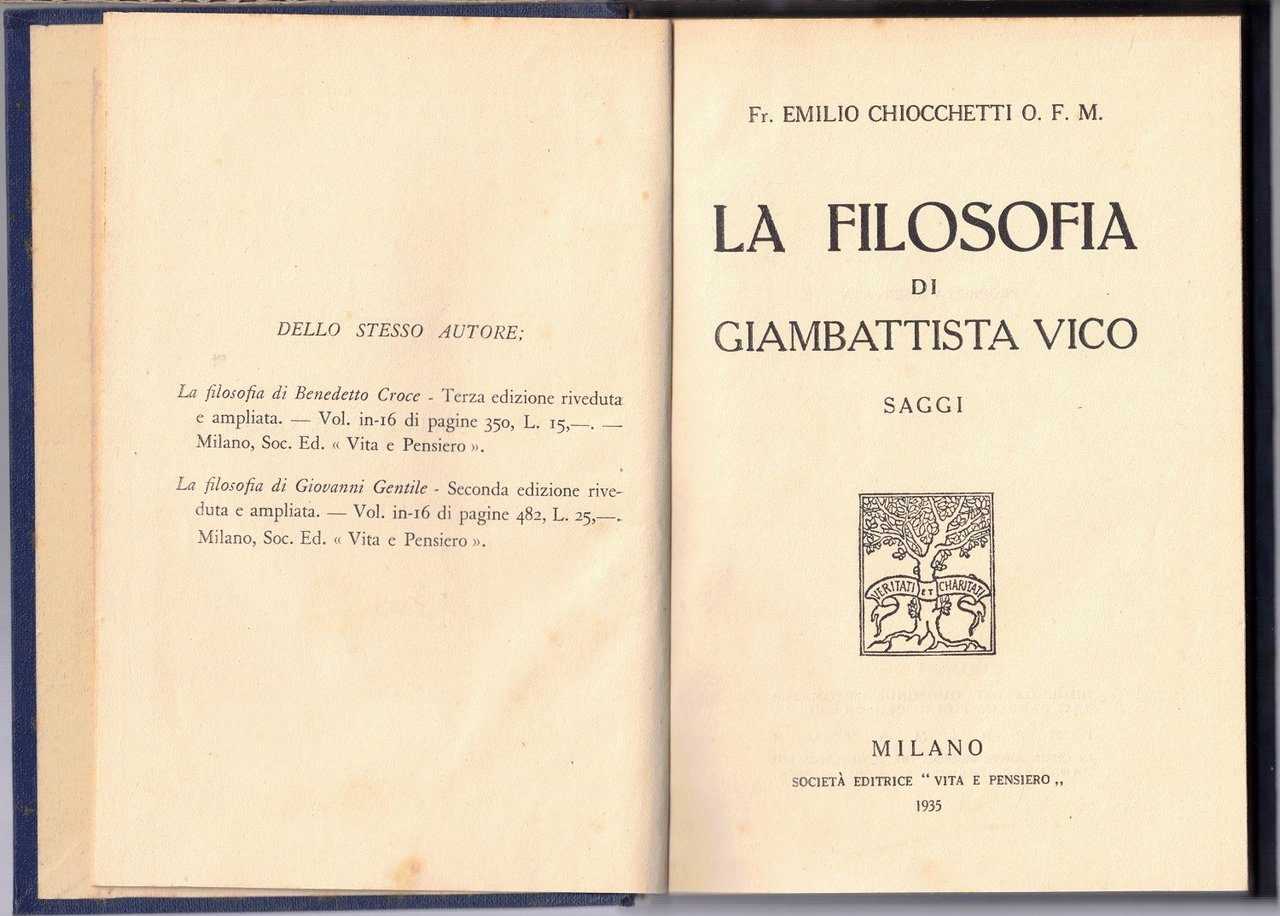 DELLO STESSO AUTORE;
La filosofia di Benedetto Croce - Terza edizione riveduta
e ampliata. — Vol. in-16 di pagine 350, L. 15,—. —
Milano, Soc. Ed. « Vita e Pensiero ».
La filosofia di Giovanni Gentile - Seconda edizione rive-
duta e ampliata. — Vol. in-16 di pagine 482, L. 25,—.
Milano, Soc. Ed. « Vita e Pensiero ».
Fr. EMILIO CHIOCCHETTI O. F. M.
LA FILOSOFIA
DI
GIAMBATTISTA VICO
SAGGI
VERITATI ET CHARITATI
MILANO
SOCIETÀ EDITRICE “ VITA E PENSIERO „
1935